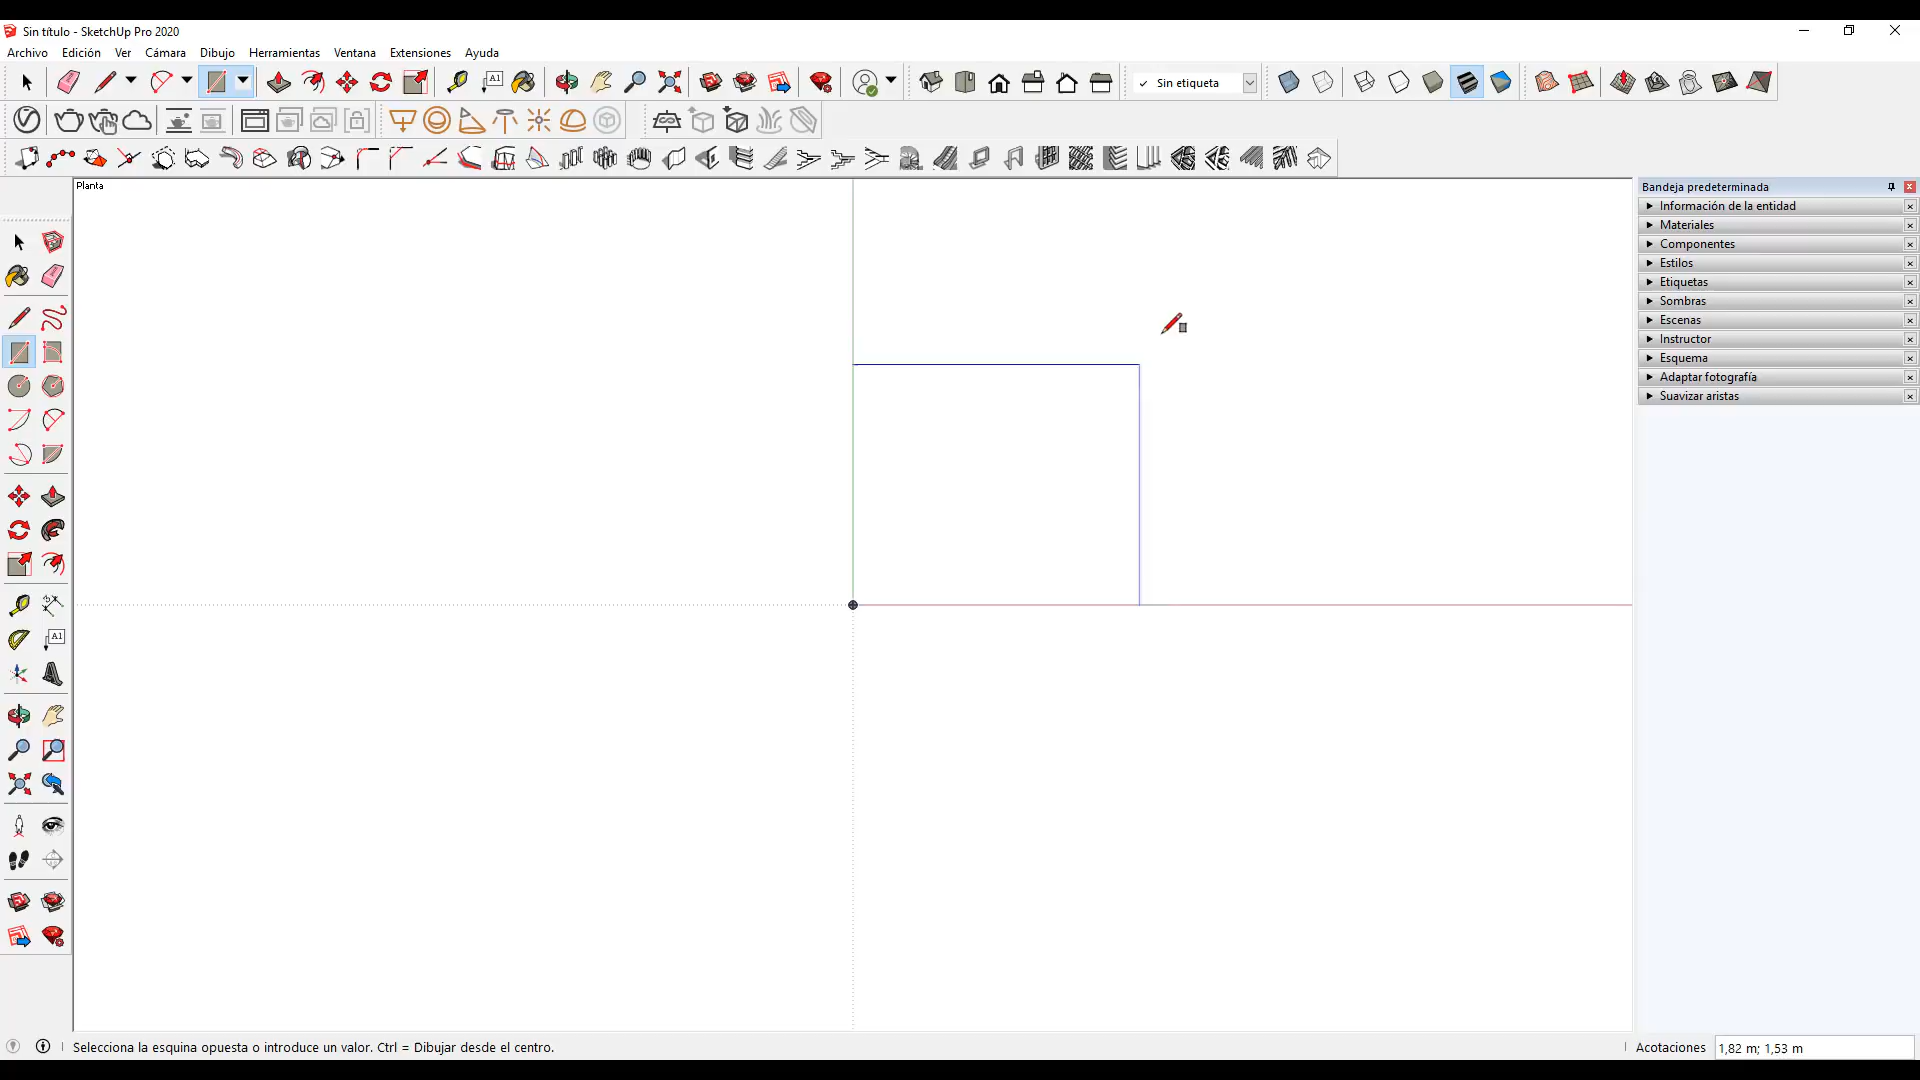 Sin título - SketchUp Pro 2020
Archivo Edición Ver Cámara Dibujo Herramientas Ventana Extensiones Ayuda
A1
Sin etiqueta
Planta
Bandeja predeterminada
Información de la entidad
Materiales
Componentes
Estilos
Etiquetas
Sombras
Escenas
Instructor
Esquema
Adaptar fotografía
Suavizar aristas
A1
Selecciona la esquina opuesta o introduce un valor. Ctrl = Dibujar desde el centro.
Acotaciones 1,82 m; 1,53 m